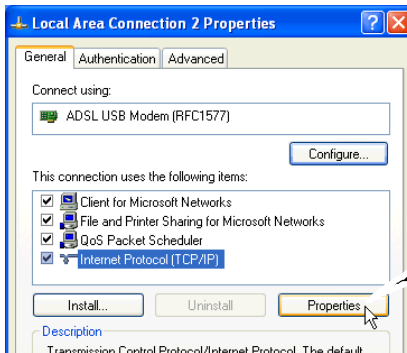 Local Area Connection 2 Properties
General Authentication Advanced
Connect using:
ADSL USB Modem (RFC1577)
Configure...
This connection uses the following items:
Client for Microsoft Networks
File and Printer Sharing for Microsoft Networks
QoS Packet Scheduler
Internet Protocol (TCP/IP)
Install... Uninstall Properties
Description
Transmission Control Protocol/Internet Protocol. The default